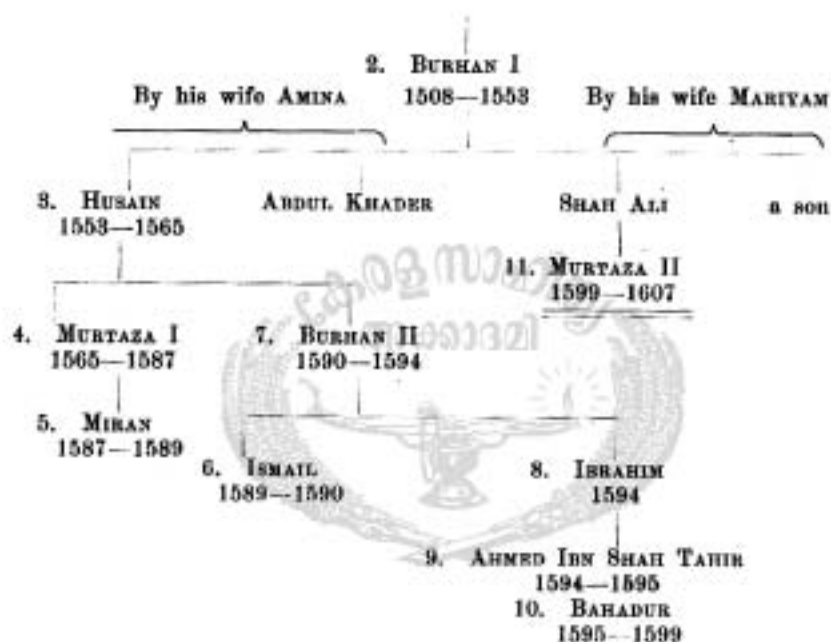 2. BURHAN I
By his wife AMINA 1508—1553 By his wife MARIYAM
3. HUSAIN ABDUL KHADER SHAH ALI a son
1553—1565
11. MURTAZA II
1599—1607
4. MURTAZA I 7. BURHAN II
1565—1587 1590—1594
5. MIRAN
1587—1589
6. ISMAIL 8. IBRAHIM
1589—1590 1594
9. AHMED IBN SHAH TAHIR
1594—1595
10. BAHADUR
1595—1599
കേരള സാഹിത്യ
അക്കാദമി